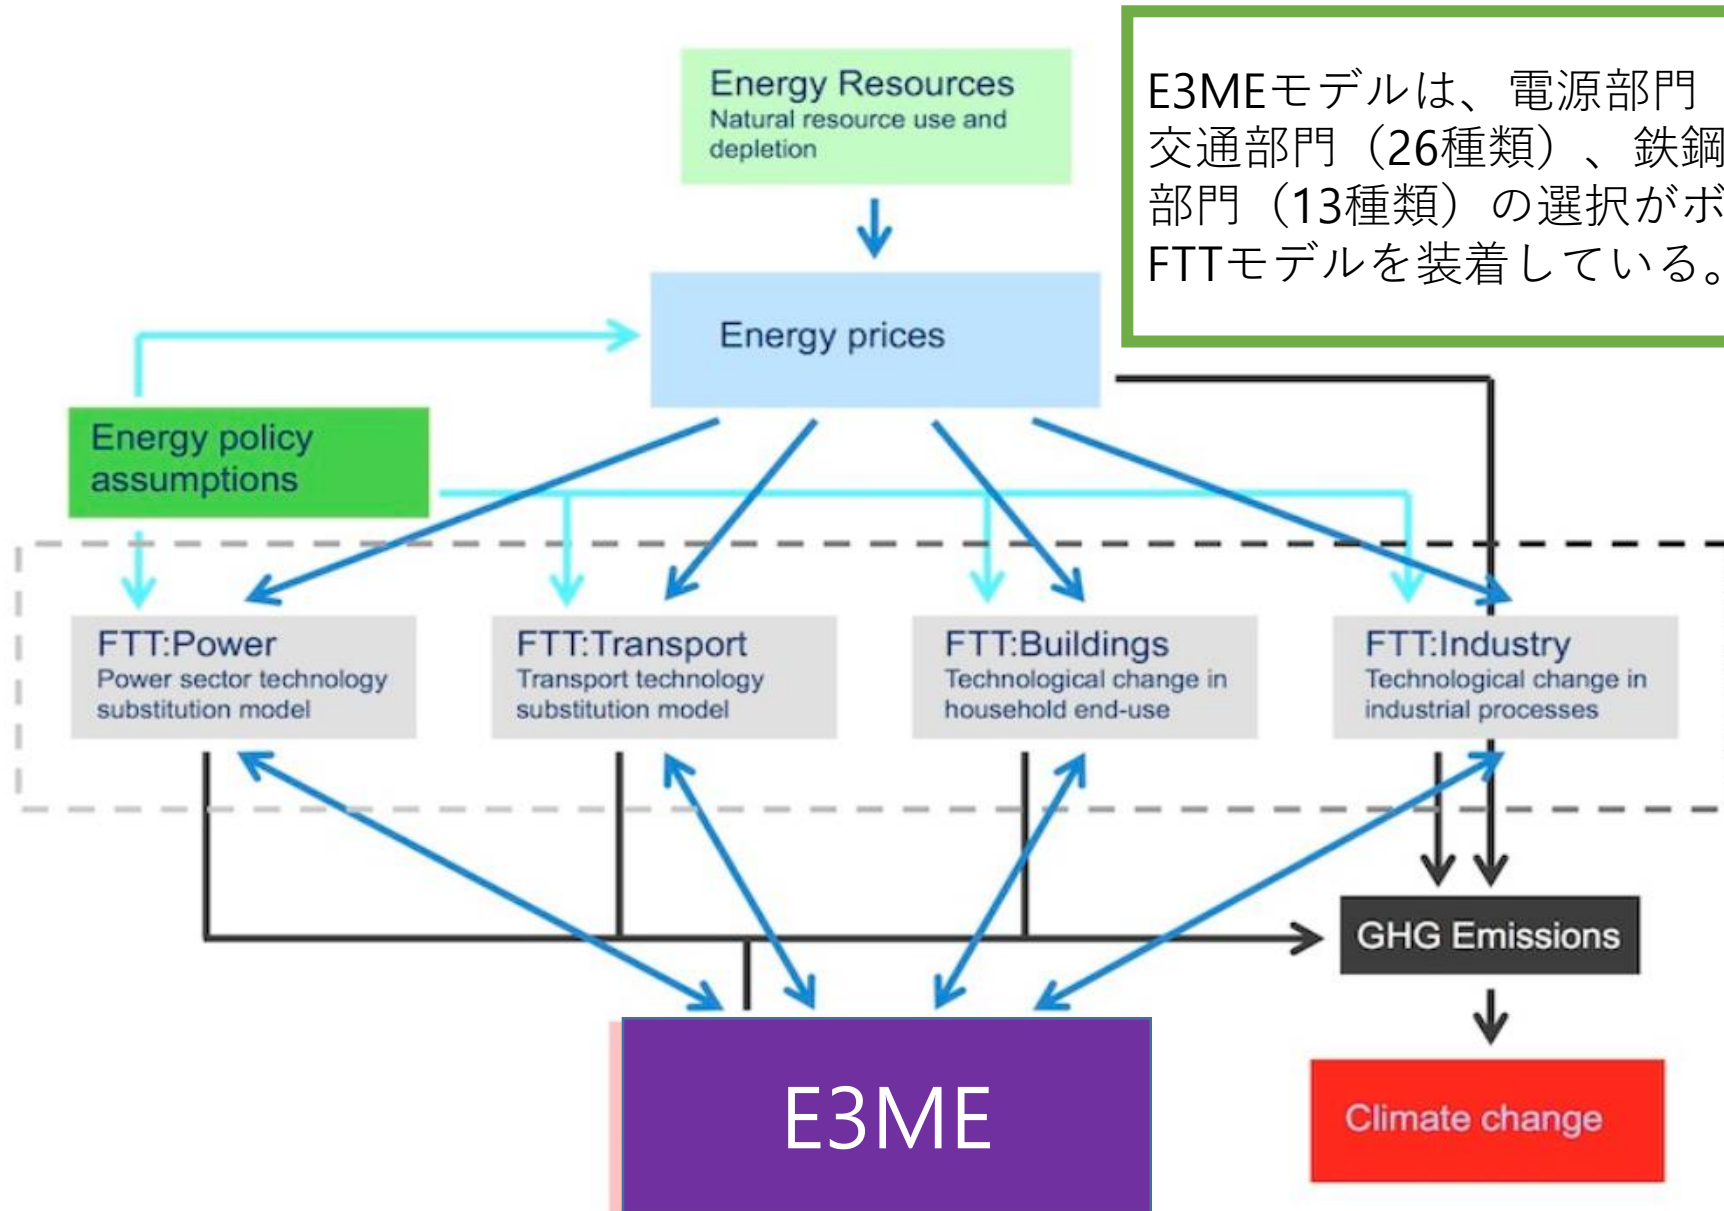 Energy Resources
Natural resource use and
depletion
E3MEモデルは、電源部門
交通部門（26種類）、鉄鋼
部門（13種類）の選択がボ
FTTモデルを装着している。
Energy prices
Energy policy
assumptions
FTT:Power
Power sector technology
substitution model
FTT:Transport
Transport technology
substitution model
FTT:Buildings
Technological change in
household end-use
FTT:Industry
Technological change in
industrial processes
GHG Emissions
E3ME
Climate change